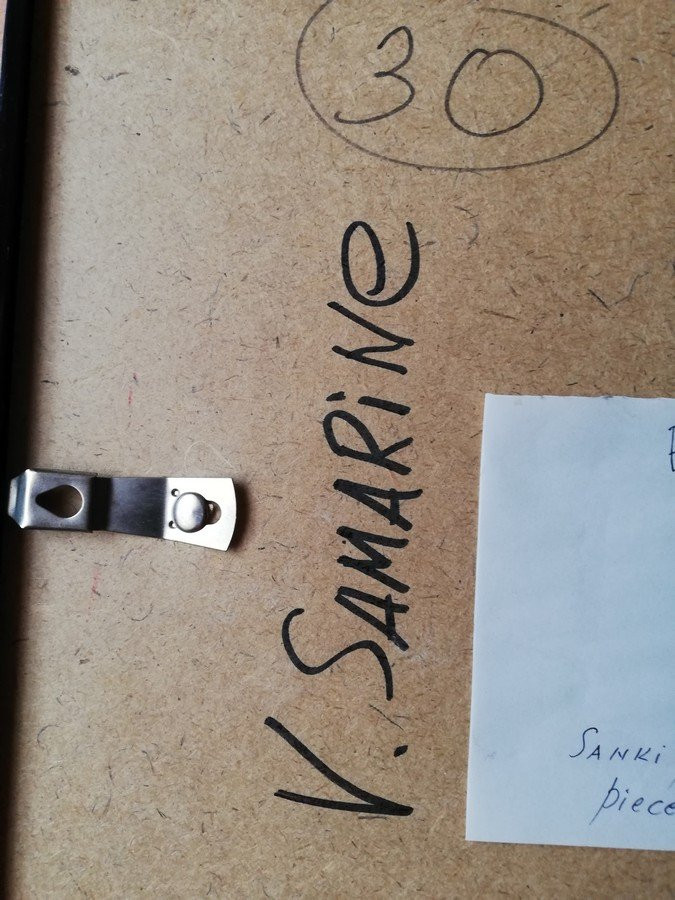 30
V. SAMARINE
SANKI
piece